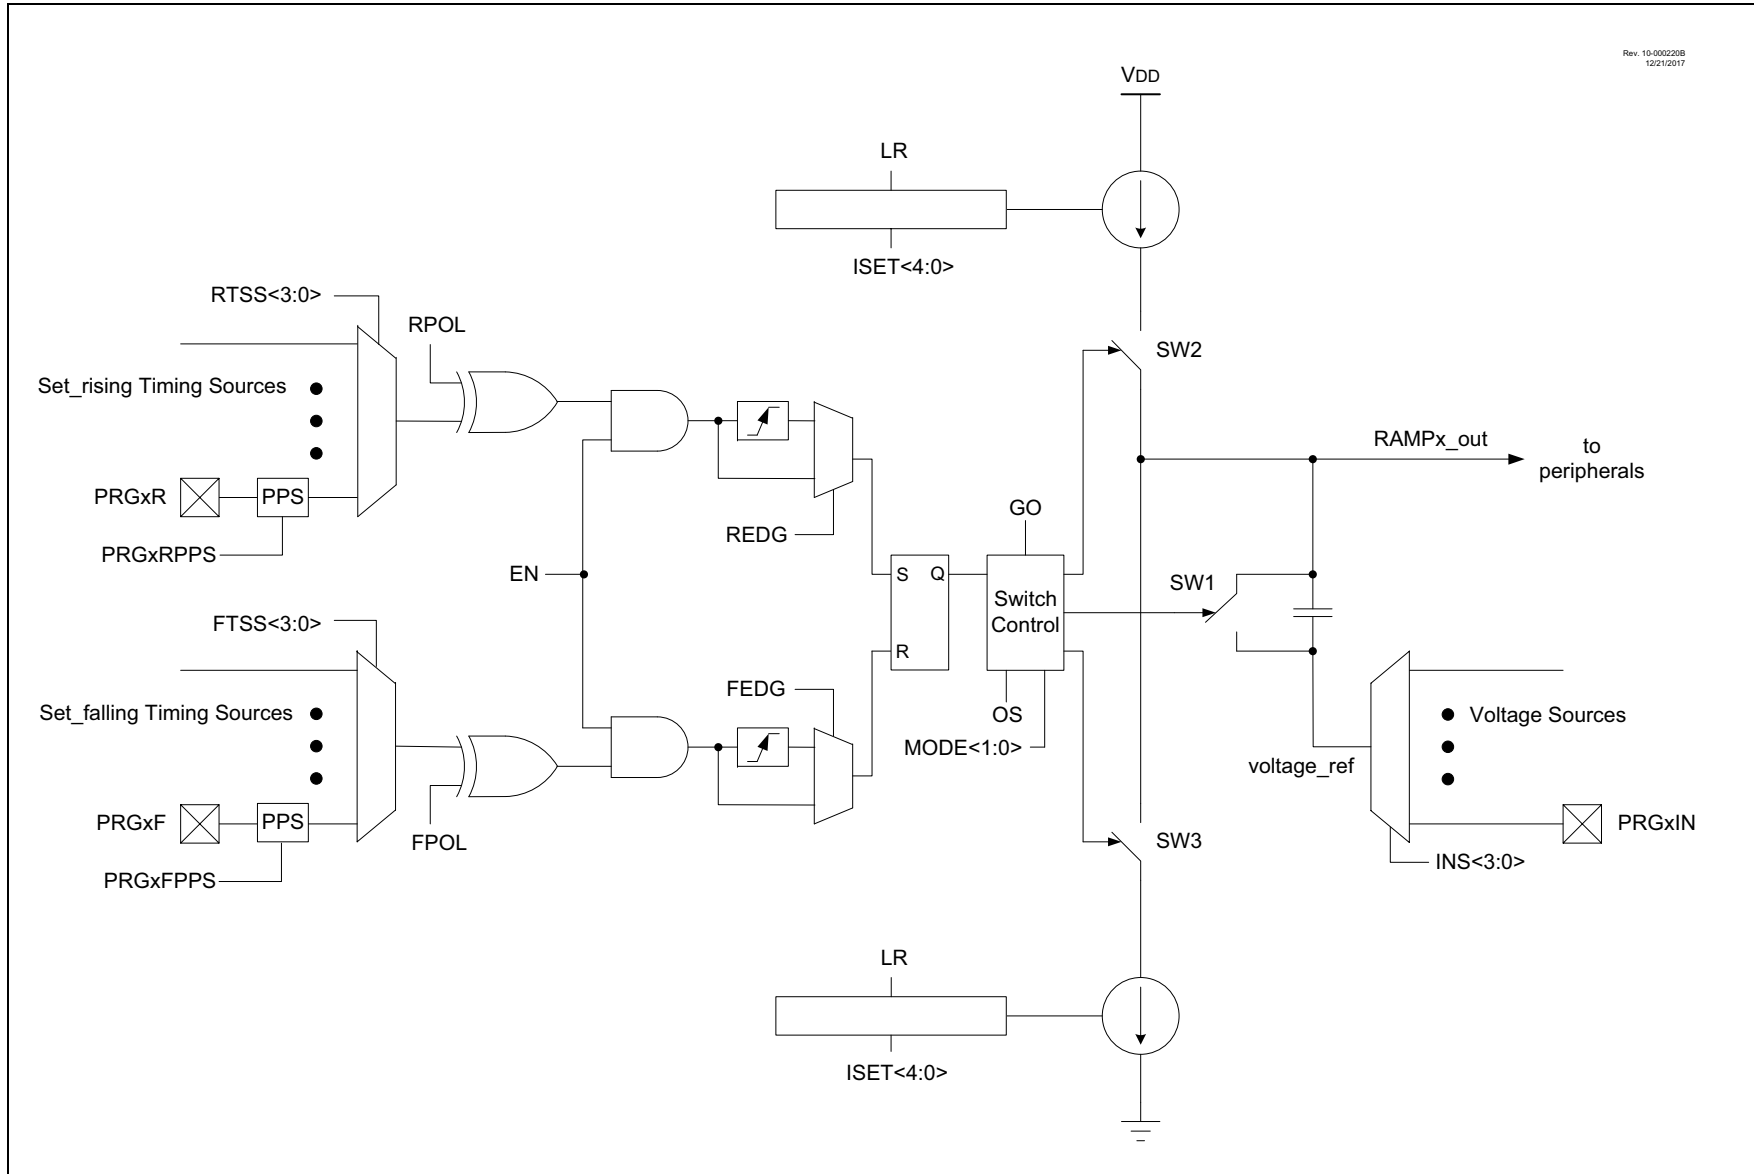 Rev. 10-000220B
12/21/2017
VDD
LR
ISET<4:0>
RTSS<3:0>
RPOL
SW2
Set_rising Timing Sources
RAMPx_out
to
peripherals
PRGxR
PPS
GO
REDG
PRGxRPPS
EN
S
Q
SW1
Switch
Control
FTSS<3:0>
R
FEDG
OS
Set_falling Timing Sources
Voltage Sources
MODE<1:0>
voltage_ref
PRGxF
PPS
PRGxIN
FPOL
SW3
INS<3:0>
PRGxFPPS
LR
ISET<4:0>